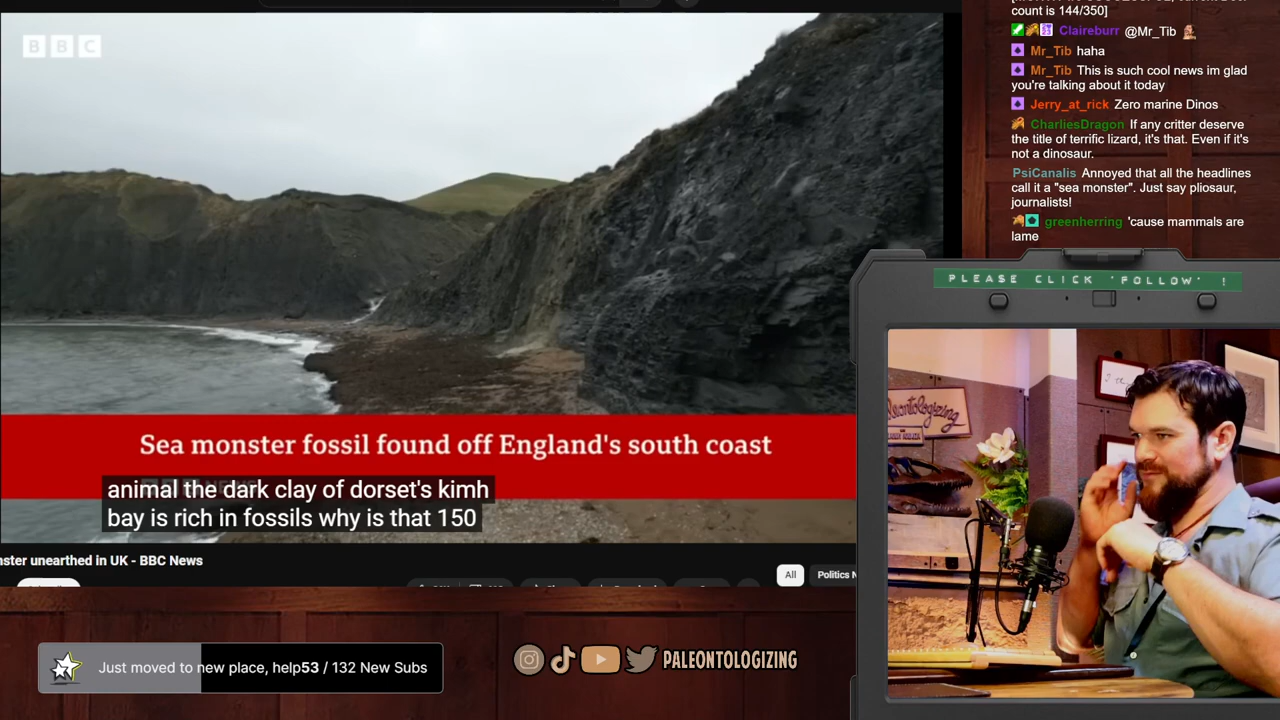 BBC
Sea monster fossil found off England's south coast
animal the dark clay of dorset's kimh
bay is rich in fossils why is that 150
nster unearthed in UK - BBC News
All
Politics N
count is 144/350]
Claireburr @Mr_Tib
Mr_Tib haha
Mr_Tib This is such cool news im glad
you're talking about it today
Jerry_at_rick Zero marine Dinos
CharliesDragon If any critter deserve
the title of terrific lizard, it's that. Even if it's
not a dinosaur.
PsiCanalis Annoyed that all the headlines
call it a "sea monster". Just say pliosaur,
journalists!
greenherring 'cause mammals are
lame
PLEASE CLICK 'FOLLOW' !
Just moved to new place, help 53 / 132 New Subs
PALEONTOLOGIZING